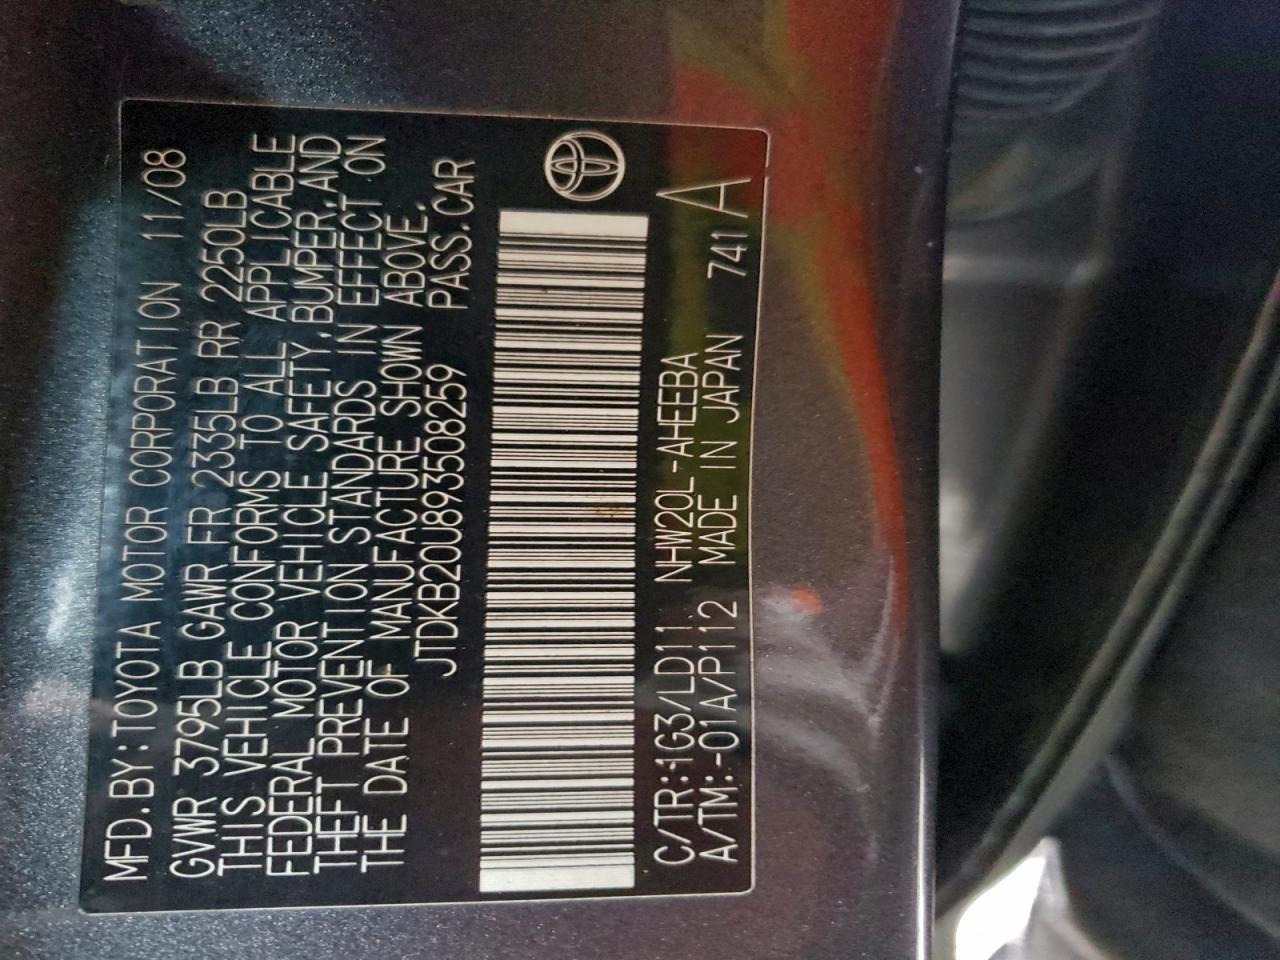 MFD.BY:TOYOTA MOTOR CORPORATION 11/08
GVWR 3795LB GAWR FR 2335LB RR 2250LB
THIS VEHICLE CONFORMS TO ALL APPLICABLE
FEDERAL MOTOR VEHICLE SAFETY,BUMPER,AND
THEFT PREVENTION STANDARDS IN EFFECT ON
THE DATE OF MANUFACTURE SHOWN ABOVE.
JTDKB20U893508259 PASS.CAR
C/TR:1G3/LD11 NHW20L-AHEEBA A
A/TM:-01A/P112 MADE IN JAPAN 741